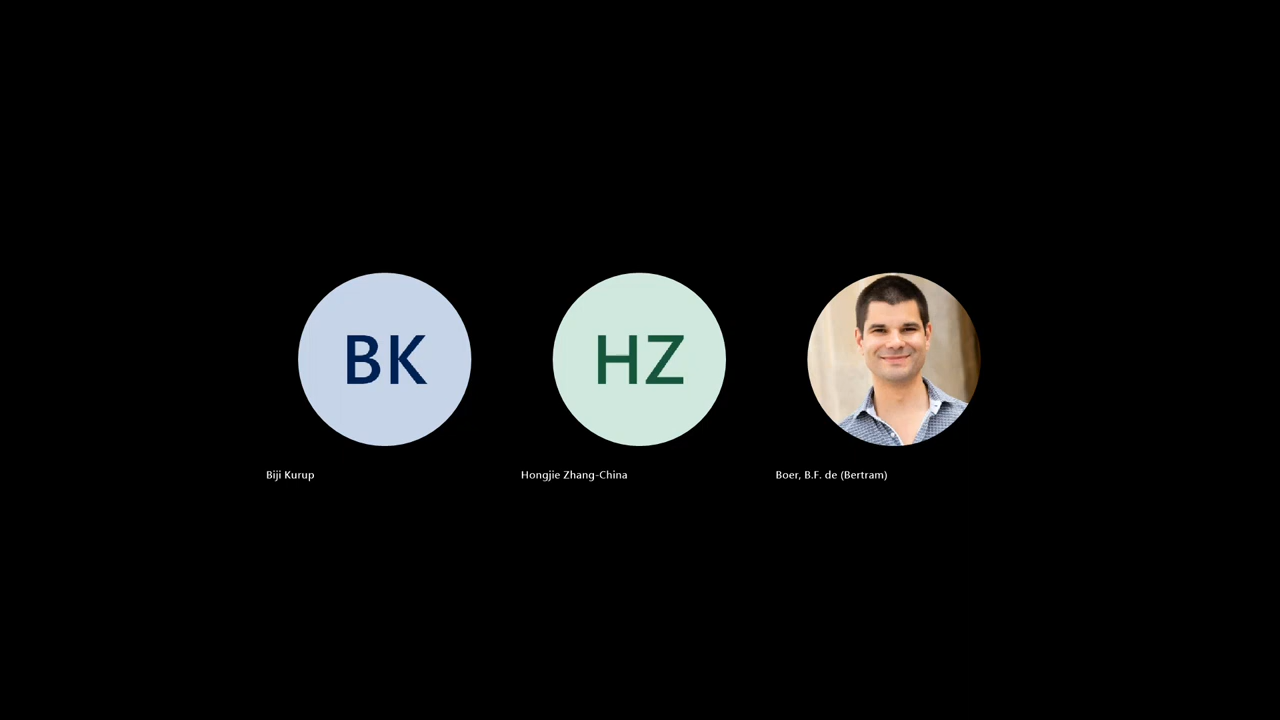 BK
HZ
Biji Kurup
Hongjie Zhang-China
Boer, B.F. de (Bertram)